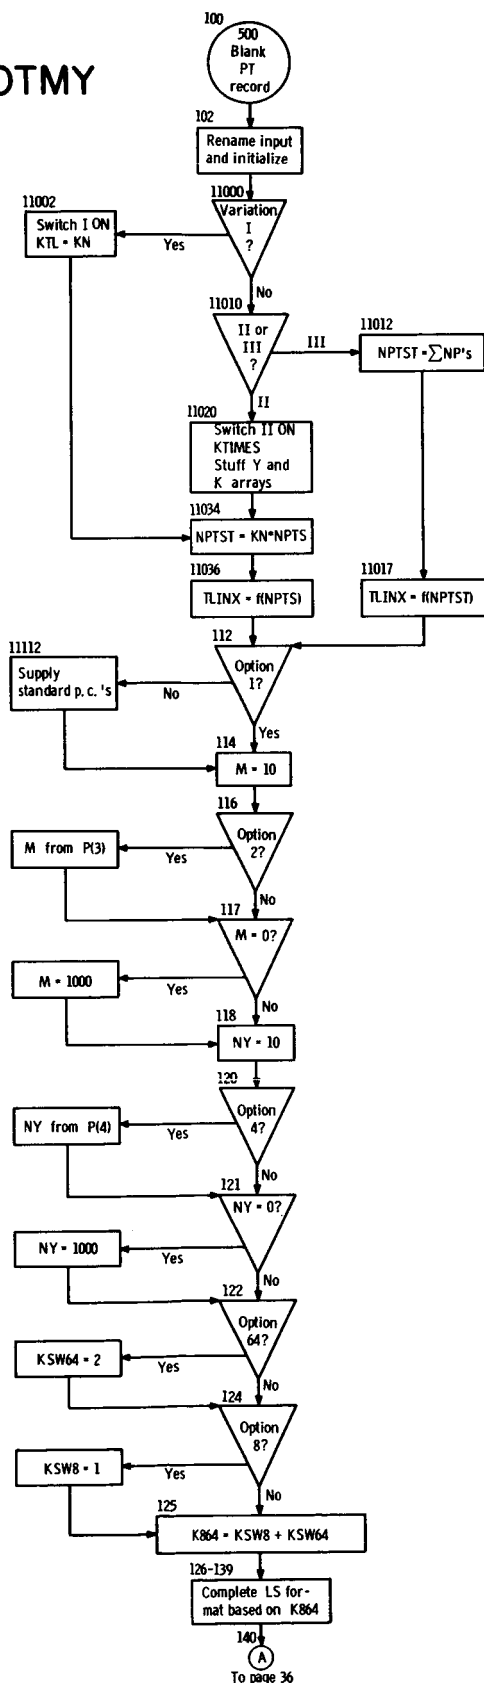 OTMY
100
500
Blank
PT
record
102
Rename input
and initialize
11000
Variation
I
?
Yes
No
11002
Switch I ON
KTL = KN
11010
II or
III
?
III
II
11012
NPTST = ∑NP's
11020
Switch II ON
KTIMES
Stuff Y and
K arrays
11034
NPTST = KN*NPTS
11036
TLINX = f(NPTS)
11017
TLINX = f(NPTST)
112
Option
1?
No
Yes
11112
Supply
standard p. c. 's
114
M = 10
116
Option
2?
Yes
No
M from P(3)
117
M = 0?
Yes
No
M = 1000
118
NY = 10
120
Option
4?
Yes
No
NY from P(4)
121
NY = 0?
Yes
No
NY = 1000
122
Option
64?
Yes
No
KSW64 = 2
124
Option
8?
Yes
No
KSW8 = 1
125
K864 = KSW8 + KSW64
126-139
Complete LS for-
mat based on K864
140
A
To page 36